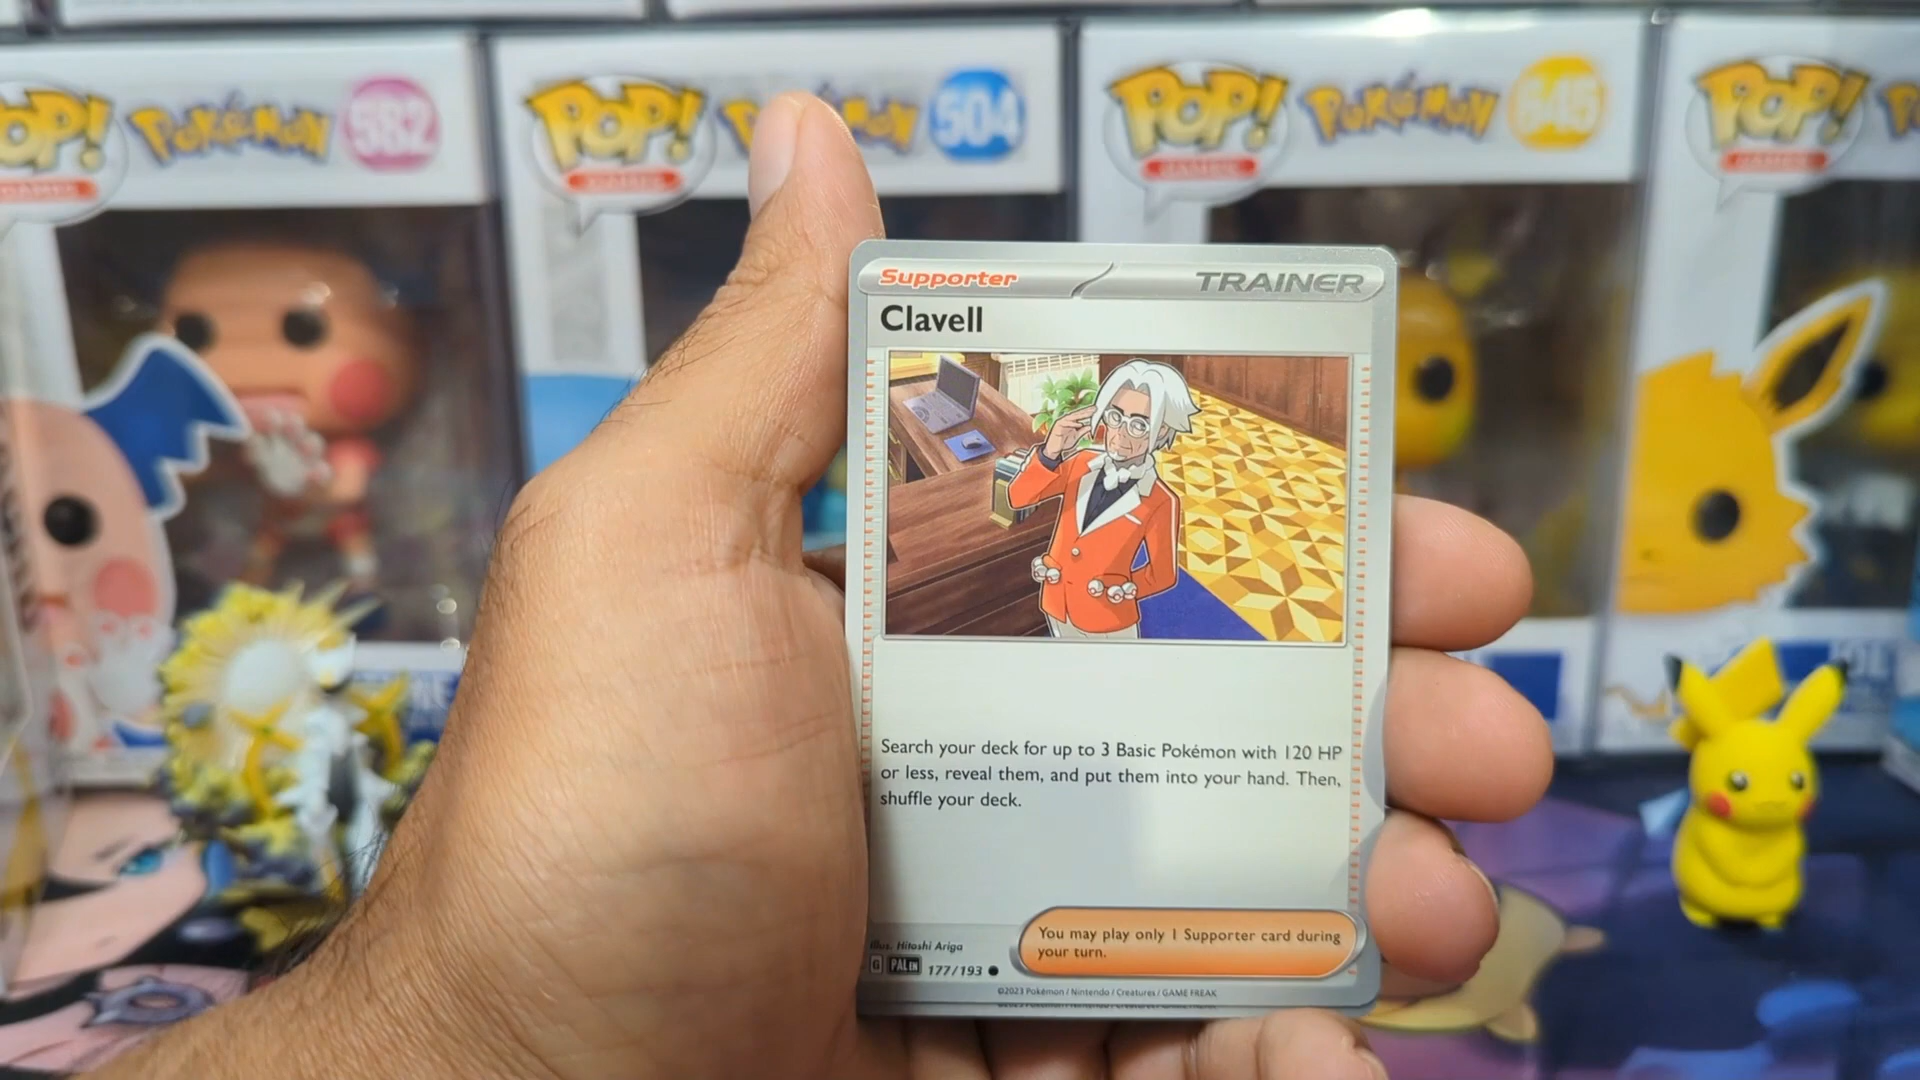 POP!
POKéMON
582
POP!
POKéMON
504
POP!
POKéMON
645
POP!
Supporter
TRAINER
Clavell
Search your deck for up to 3 Basic Pokémon with 120 HP
or less, reveal them, and put them into your hand. Then,
shuffle your deck.
You may play only 1 Supporter card during
your turn.
Illus. Hitoshi Ariga
G PAL EN 177/193
©2023 Pokémon / Nintendo / Creatures / GAME FREAK